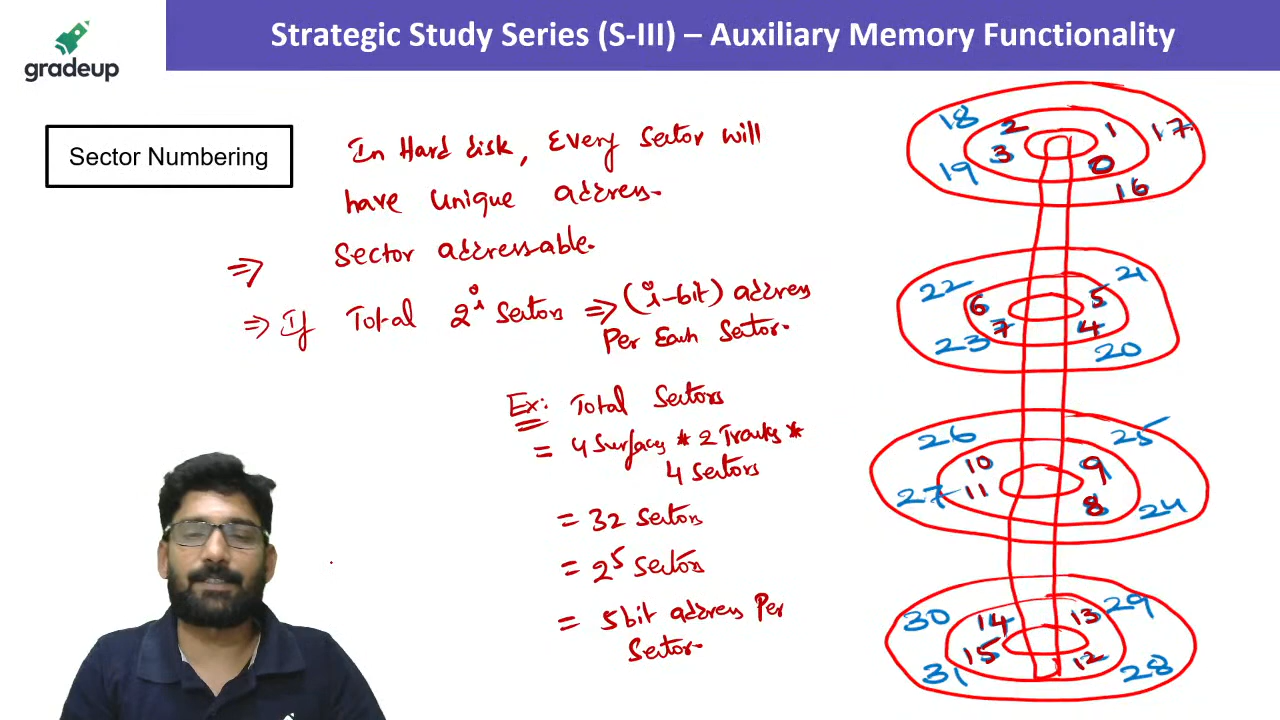 gradeup
Strategic Study Series (S-III) – Auxiliary Memory Functionality
Sector Numbering
In Hard disk, Every Sector will
have Unique address.
⇒ Sector addressable.
⇒ If Total 2^i Sectors ⇒ (i-bit) address
Per Each Sector.
Ex: Total Sectors
= 4 Surfaces * 2 Tracks *
4 Sectors
= 32 Sectors
= 2^5 Sectors
= 5 bit address Per
Sector.
18 2 1 17
19 3 0 16
22 6 5 21
23 7 4 20
26 10 9 25
27 11 8 24
30 14 13 29
31 15 12 28